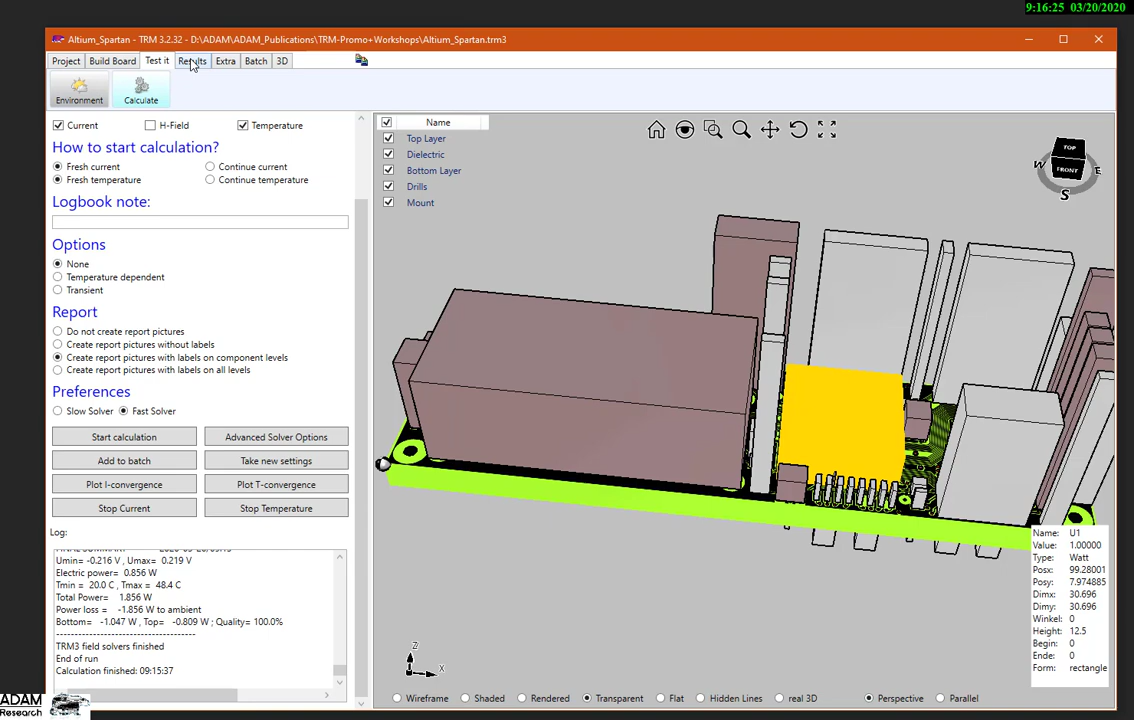 9:16:25 03/20/2020
Altium_Spartan - TRM 3.2.32 - D:\ADAM\ADAM_Publications\TRM-Promo+Workshops\Altium_Spartan.trm3
Project Build Board Test it Results Extra Batch 3D
Environment Calculate
Current H-Field Temperature
How to start calculation?
Fresh current Continue current
Fresh temperature Continue temperature
Logbook note:
Options
None
Temperature dependent
Transient
Report
Do not create report pictures
Create report pictures without labels
Create report pictures with labels on component levels
Create report pictures with labels on all levels
Preferences
Slow Solver Fast Solver
Start calculation Advanced Solver Options
Add to batch Take new settings
Plot I-convergence Plot T-convergence
Stop Current Stop Temperature
Log:
Umin= -0.216 V , Umax= 0.219 V
Electric power= 0.856 W
Tmin = 20.0 C , Tmax = 48.4 C
Total Power= 1.856 W
Power loss = -1.856 W to ambient
Bottom= -1.047 W , Top= -0.809 W ; Quality= 100.0%
------------------------------------
TRM3 field solvers finished
End of run
Calculation finished: 09:15:37
Name
Top Layer
Dielectric
Bottom Layer
Drills
Mount
TOP
FRONT
W
E
S
Name: U1
Value: 1.00000
Type: Watt
Posx: 99.28001
Posy: 7.974885
Dimx: 30.696
Dimy: 30.696
Winkel: 0
Height: 12.5
Begin: 0
Ende: 0
Form: rectangle
Z
X
Wireframe Shaded Rendered Transparent Flat Hidden Lines real 3D Perspective Parallel
ADAM
Research